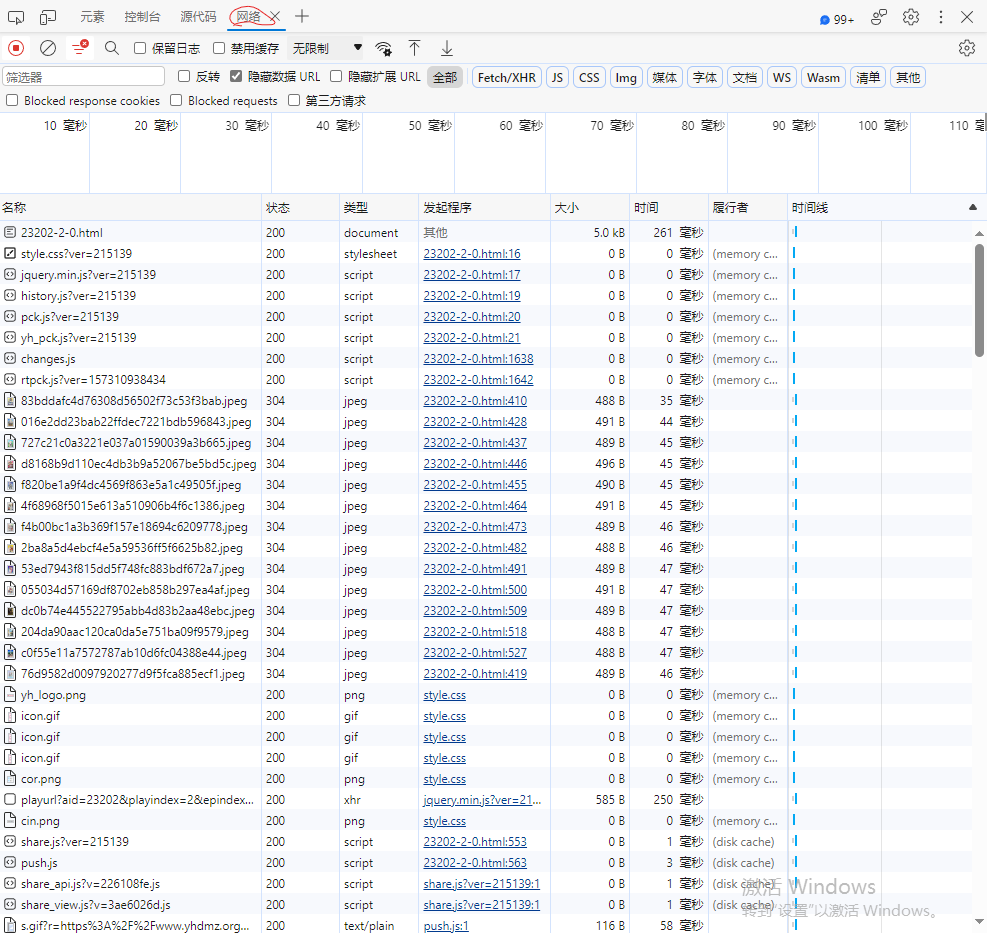 元素 控制台 源代码 网络 99+
保留日志 禁用缓存 无限制
筛选器 反转 隐藏数据 URL 隐藏扩展 URL 全部 Fetch/XHR JS CSS Img 媒体 字体 文档 WS Wasm 清单 其他
Blocked response cookies Blocked requests 第三方请求
10 毫秒 20 毫秒 30 毫秒 40 毫秒 50 毫秒 60 毫秒 70 毫秒 80 毫秒 90 毫秒 100 毫秒 110 毫
名称 状态 类型 发起程序 大小 时间 履行者 时间线
23202-2-0.html 200 document 其他 5.0 kB 261 毫秒
style.css?ver=215139 200 stylesheet 23202-2-0.html:16 0 B 0 毫秒 (memory c...
jquery.min.js?ver=215139 200 script 23202-2-0.html:17 0 B 0 毫秒 (memory c...
history.js?ver=215139 200 script 23202-2-0.html:19 0 B 0 毫秒 (memory c...
pck.js?ver=215139 200 script 23202-2-0.html:20 0 B 0 毫秒 (memory c...
yh_pck.js?ver=215139 200 script 23202-2-0.html:21 0 B 0 毫秒 (memory c...
changes.js 200 script 23202-2-0.html:1638 0 B 0 毫秒 (memory c...
rtpck.js?ver=157310938434 200 script 23202-2-0.html:1642 0 B 0 毫秒 (memory c...
83bddafc4d76308d56502f73c53f3bab.jpeg 304 jpeg 23202-2-0.html:410 488 B 35 毫秒
016e2dd23bab22ffdec7221bdb596843.jpeg 304 jpeg 23202-2-0.html:428 491 B 44 毫秒
727c21c0a3221e037a01590039a3b665.jpeg 304 jpeg 23202-2-0.html:437 489 B 45 毫秒
d8168b9d110ec4db3b9a52067be5bd5c.jpeg 304 jpeg 23202-2-0.html:446 496 B 45 毫秒
f820be1a9f4dc4569f863e5a1c49505f.jpeg 304 jpeg 23202-2-0.html:455 490 B 45 毫秒
4f68968f5015e613a510906b4f6c1386.jpeg 304 jpeg 23202-2-0.html:464 491 B 45 毫秒
f4b00bc1a3b369f157e18694c6209778.jpeg 304 jpeg 23202-2-0.html:473 489 B 46 毫秒
2ba8a5d4ebcf4e5a59536ff5f6625b82.jpeg 304 jpeg 23202-2-0.html:482 488 B 46 毫秒
53ed7943f815dd5f748fc883bdf672a7.jpeg 304 jpeg 23202-2-0.html:491 489 B 47 毫秒
055034d57169df8702eb858b297ea4af.jpeg 304 jpeg 23202-2-0.html:500 491 B 47 毫秒
dc0b74e445522795abb4d83b2aa48ebc.jpeg 304 jpeg 23202-2-0.html:509 489 B 47 毫秒
204da90aac120ca0da5e751ba09f9579.jpeg 304 jpeg 23202-2-0.html:518 488 B 47 毫秒
c0f55e11a7572787ab10d6fc04388e44.jpeg 304 jpeg 23202-2-0.html:527 488 B 47 毫秒
76d9582d0097920277d9f5fca885ecf1.jpeg 304 jpeg 23202-2-0.html:419 489 B 46 毫秒
yh_logo.png 200 png style.css 0 B 0 毫秒 (memory c...
icon.gif 200 gif style.css 0 B 0 毫秒 (memory c...
icon.gif 200 gif style.css 0 B 0 毫秒 (memory c...
icon.gif 200 gif style.css 0 B 0 毫秒 (memory c...
cor.png 200 png style.css 0 B 0 毫秒 (memory c...
playurl?aid=23202&playindex=2&epindex... 200 xhr jquery.min.js?ver=21... 585 B 250 毫秒
cin.png 200 png style.css 0 B 0 毫秒 (memory c...
share.js?ver=215139 200 script 23202-2-0.html:553 0 B 1 毫秒 (disk cache)
push.js 200 script 23202-2-0.html:563 0 B 3 毫秒 (disk cache)
share_api.js?v=226108fe.js 200 script share.js?ver=215139:1 0 B 1 毫秒 (disk cache)
激活 Windows
share_view.js?v=3ae6026d.js 200 script share.js?ver=215139:1 0 B 1 毫秒 (disk cache)
转到"设置"以激活 Windows。
s.gif?r=https%3A%2F%2Fwww.yhdmz.org... 200 text/plain push.js:1 116 B 58 毫秒